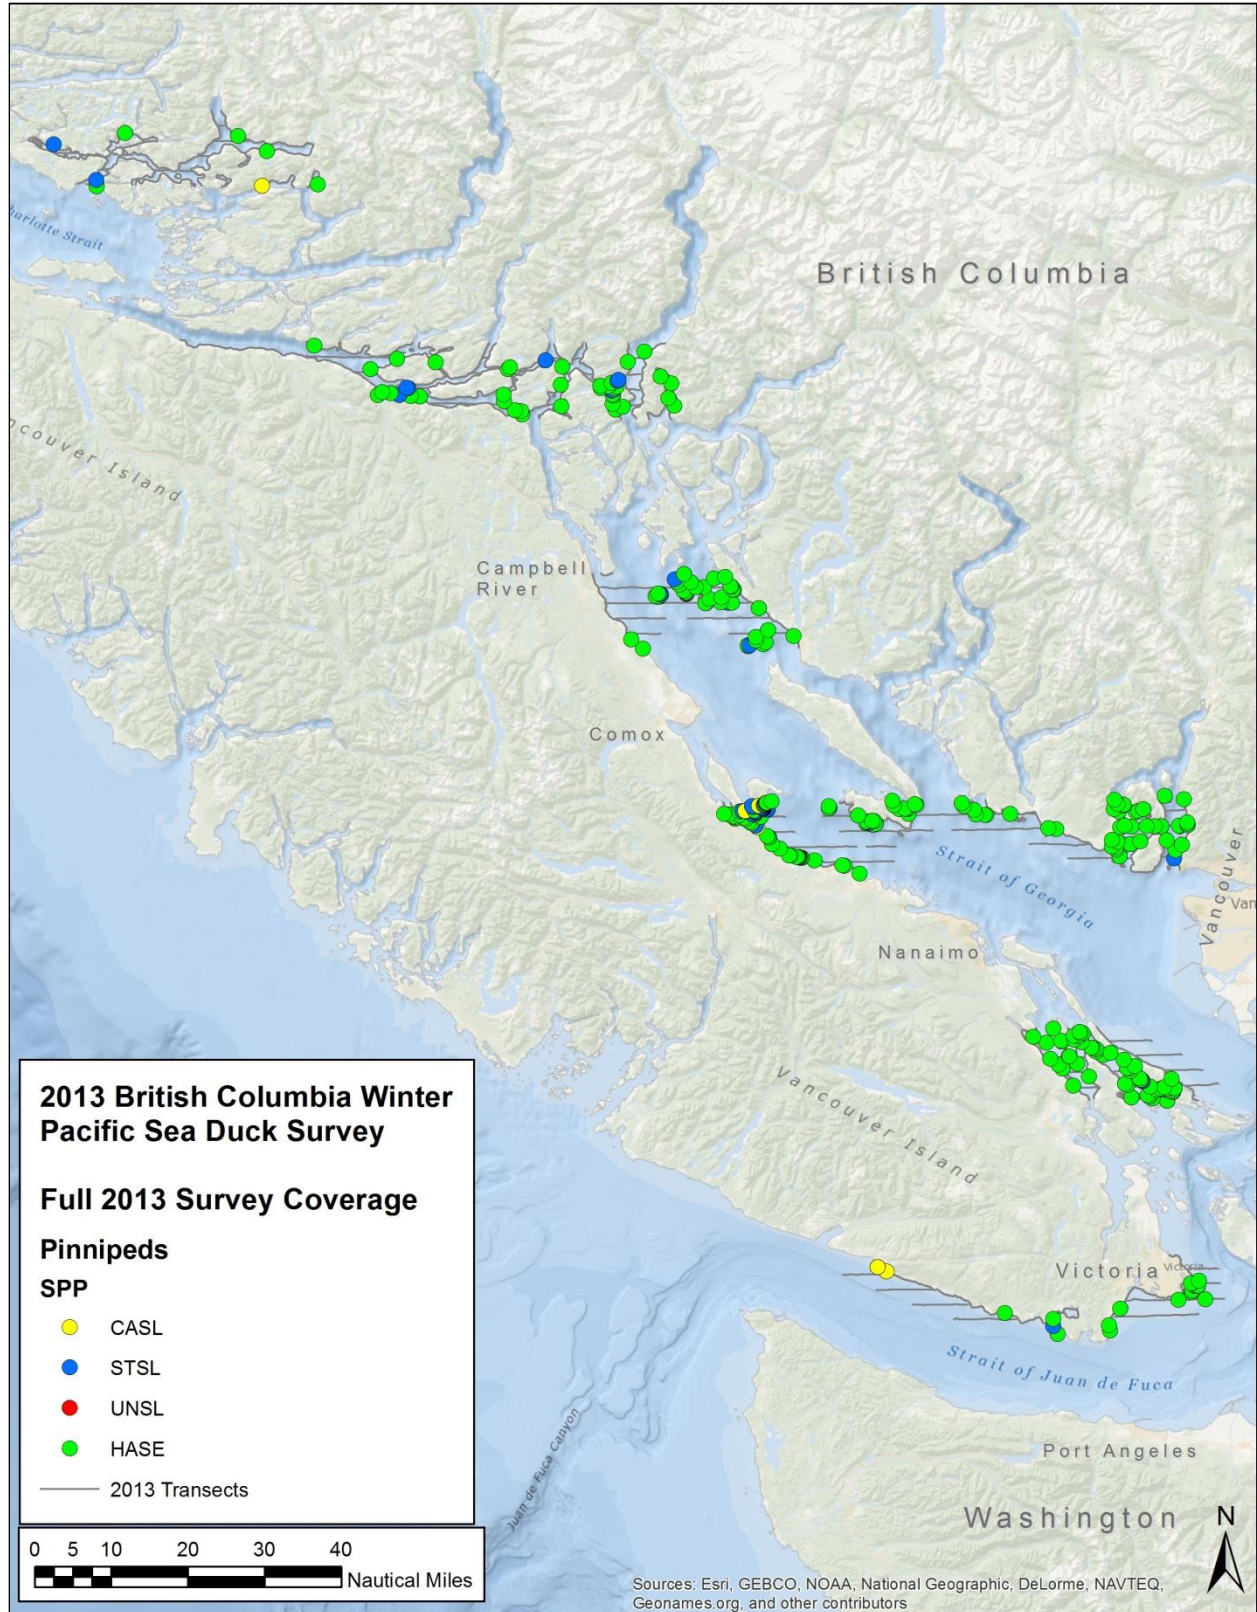 British Columbia
harlotte Strait
ncouver Island
Campbell
River
Comox
Strait of Georgia
Vancouver
Van
Nanaimo
Vancouver Island
Victoria
Victoria
Strait of Juan de Fuca
Juan de Fuca Canyon
Port Angeles
Washington
N
2013 British Columbia Winter
Pacific Sea Duck Survey
Full 2013 Survey Coverage
Pinnipeds
SPP
CASL
STSL
UNSL
HASE
2013 Transects
0 5 10 20 30 40
Nautical Miles
Sources: Esri, GEBCO, NOAA, National Geographic, DeLorme, NAVTEQ,
Geonames.org, and other contributors